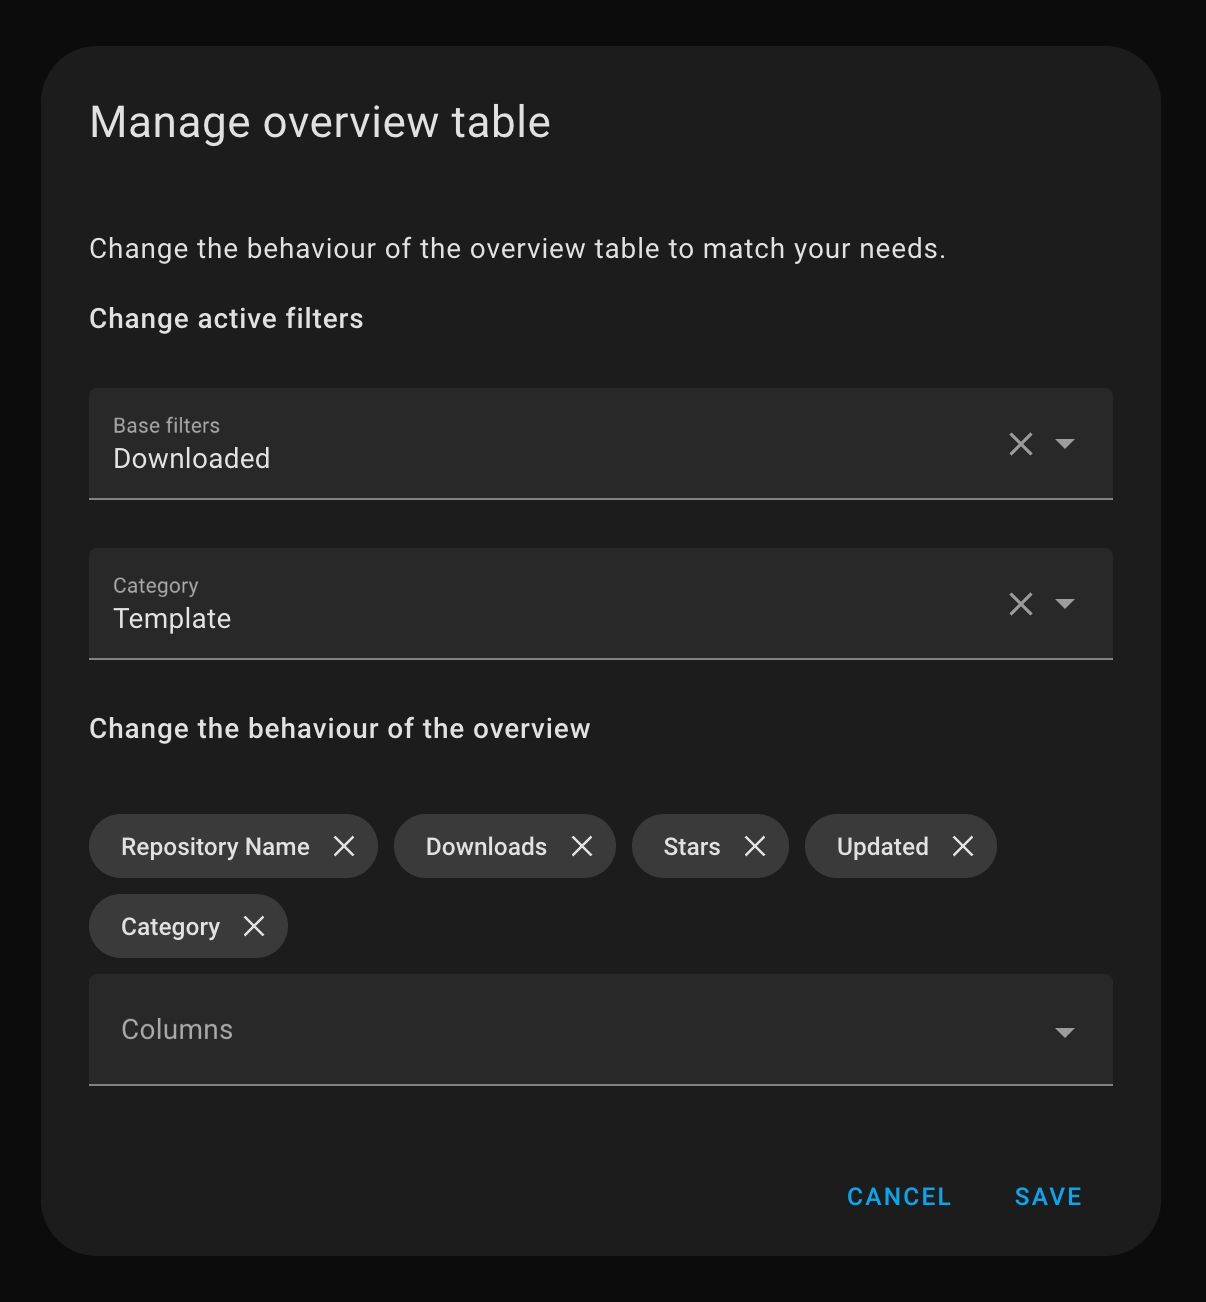 Manage overview table
Change the behaviour of the overview table to match your needs.
Change active filters
Base filters
Downloaded
Category
Template
Change the behaviour of the overview
Repository Name Downloads Stars Updated
Category
Columns
CANCEL SAVE